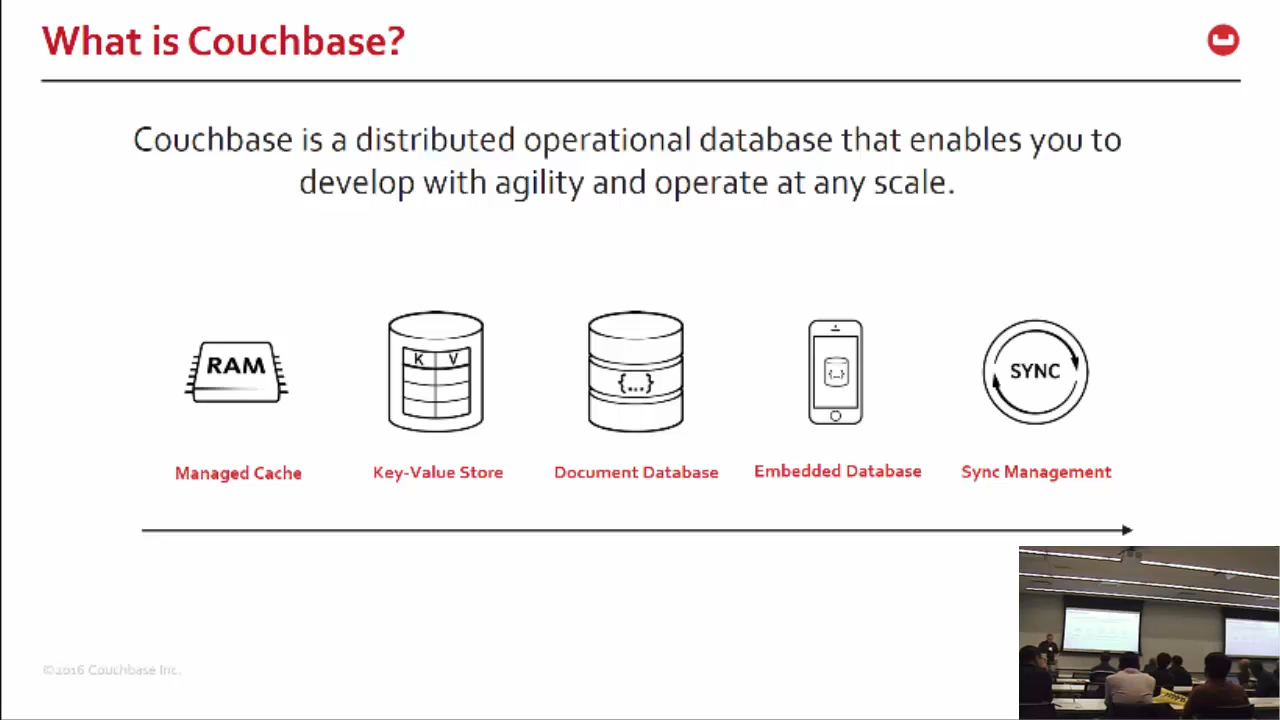 What is Couchbase?
Couchbase is a distributed operational database that enables you to
develop with agility and operate at any scale.
RAM
K V
{...}
{...}
SYNC
Managed Cache
Key-Value Store
Document Database
Embedded Database
Sync Management
©2016 Couchbase Inc.